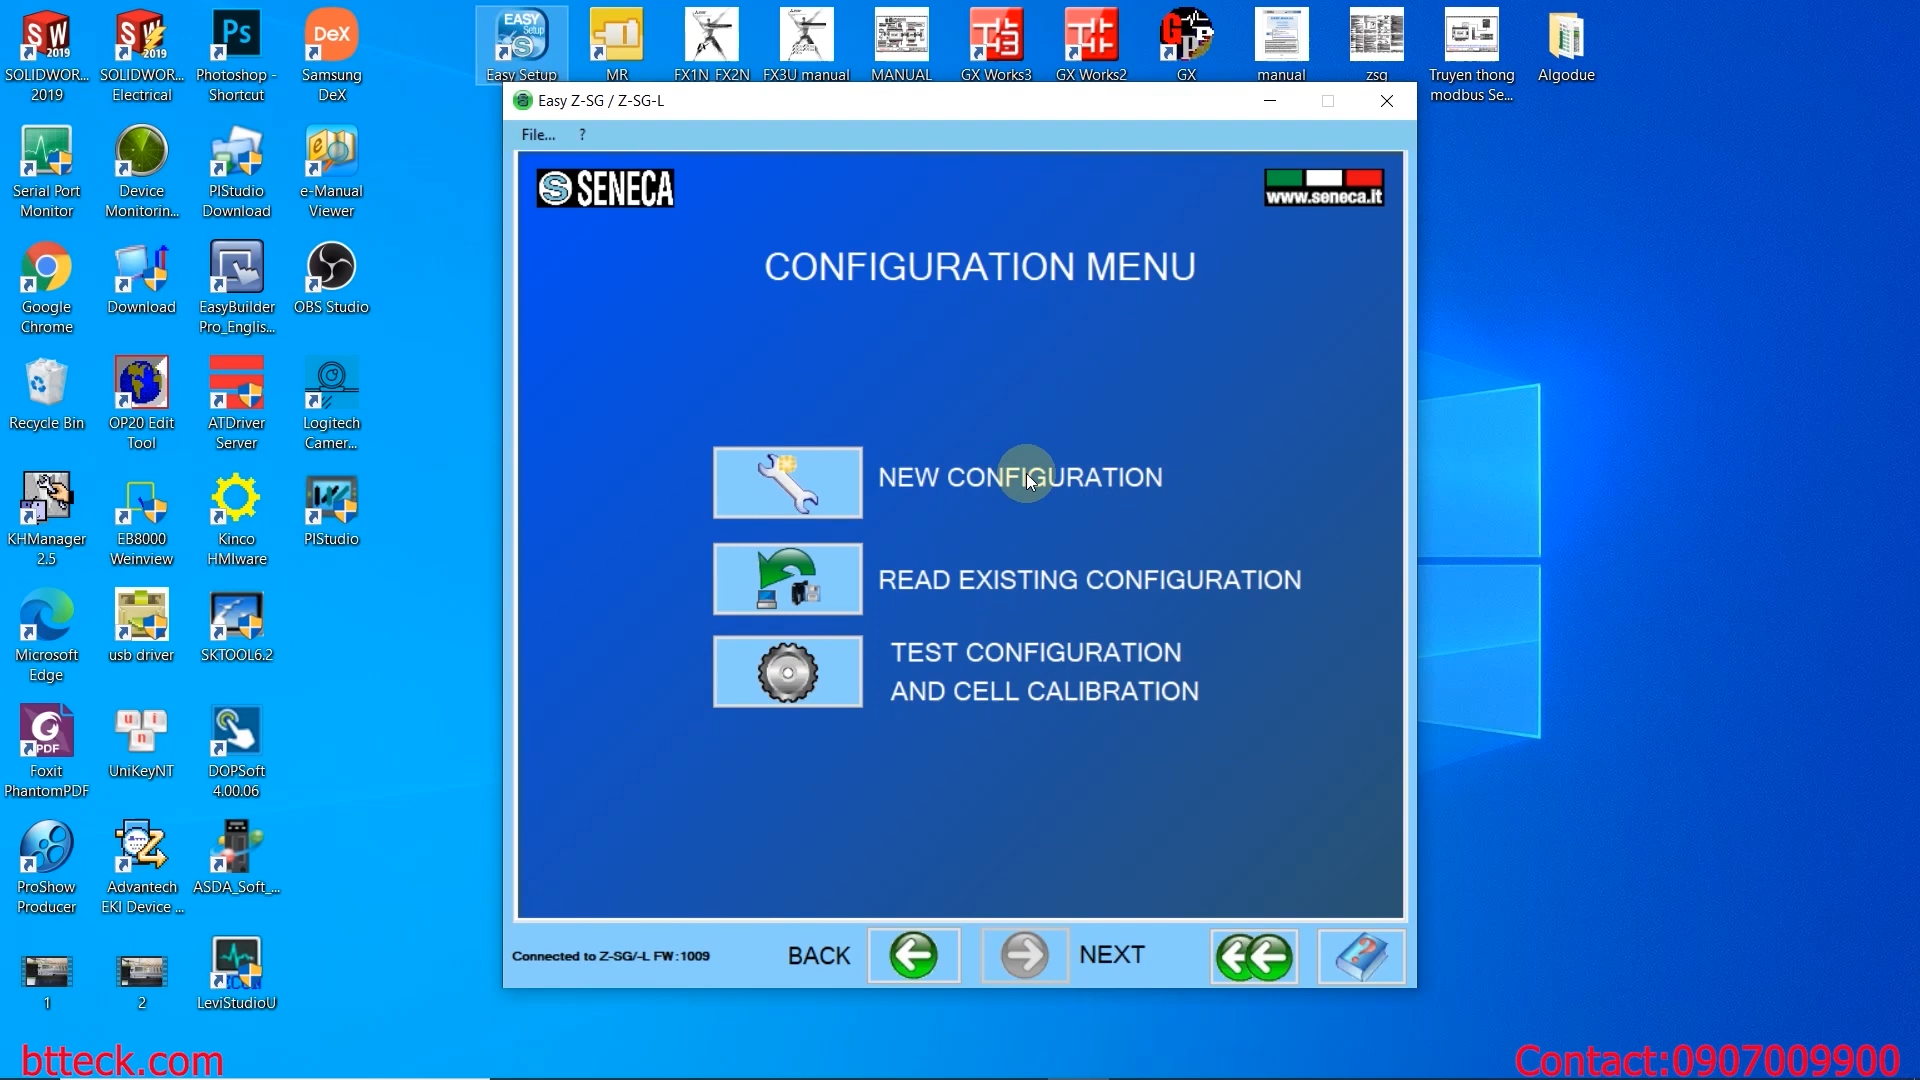 SOLIDWOR...
2019
SOLIDWOR...
Electrical
Photoshop -
Shortcut
Samsung
DeX
Easy Setup
MR
FX1N_FX2N
FX3U manual
MANUAL
GX Works3
GX Works2
GX
manual
zsg
Truyen thong
modbus Se...
Algodue
Easy Z-SG / Z-SG-L
File...
?
SENECA
www.seneca.it
CONFIGURATION MENU
NEW CONFIGURATION
READ EXISTING CONFIGURATION
TEST CONFIGURATION
AND CELL CALIBRATION
Connected to Z-SG/-L FW:1009
BACK
NEXT
Serial Port
Monitor
Device
Monitorin...
PIStudio
Download
e-Manual
Viewer
Google
Chrome
Download
EasyBuilder
Pro_Englis...
OBS Studio
Recycle Bin
OP20 Edit
Tool
ATDriver
Server
Logitech
Camer...
KHManager
2.5
EB8000
Weinview
Kinco
HMIware
PIStudio
Microsoft
Edge
usb driver
SKTOOL6.2
Foxit
PhantomPDF
UniKeyNT
DOPSoft
4.00.06
ProShow
Producer
Advantech
EKI Device ...
ASDA_Soft_...
1
2
LeviStudioU
btteck.com
Contact:0907009900